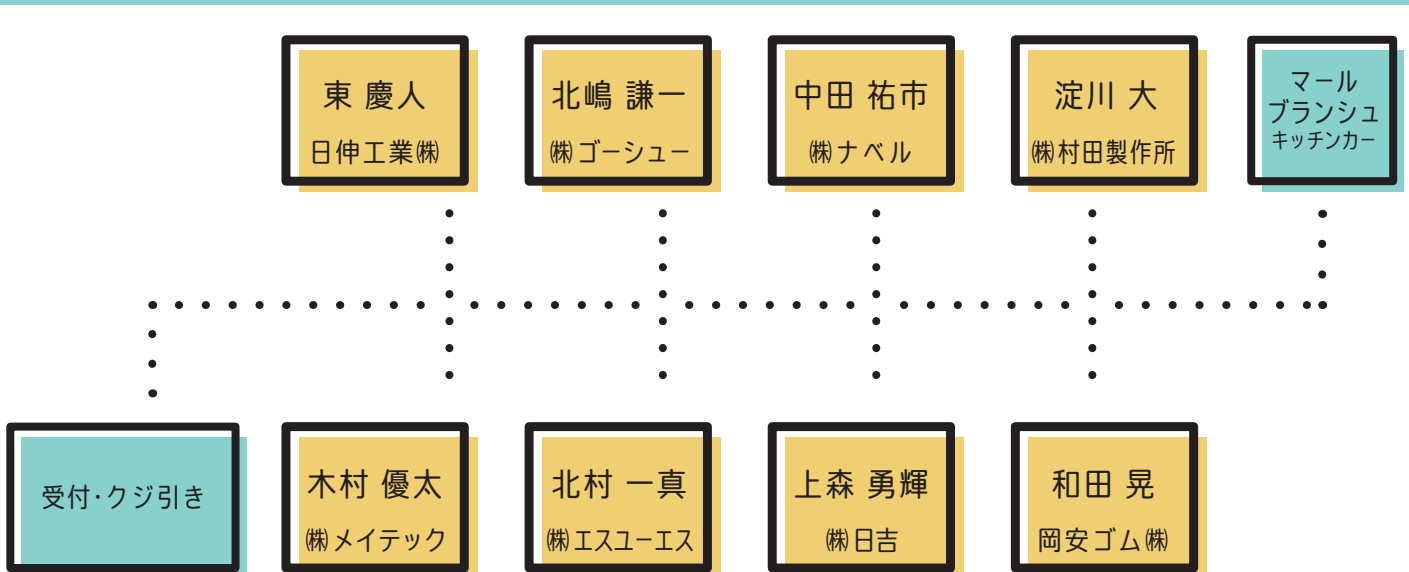 東 慶人
日伸工業㈱
北嶋 謙一
㈱ゴーシュー
中田 祐市
㈱ナベル
淀川 大
㈱村田製作所
マール
ブランシュ
キッチンカー
受付・クジ引き
木村 優太
㈱メイテック
北村 一真
㈱エスユーエス
上森 勇輝
㈱日吉
和田 晃
岡安ゴム㈱